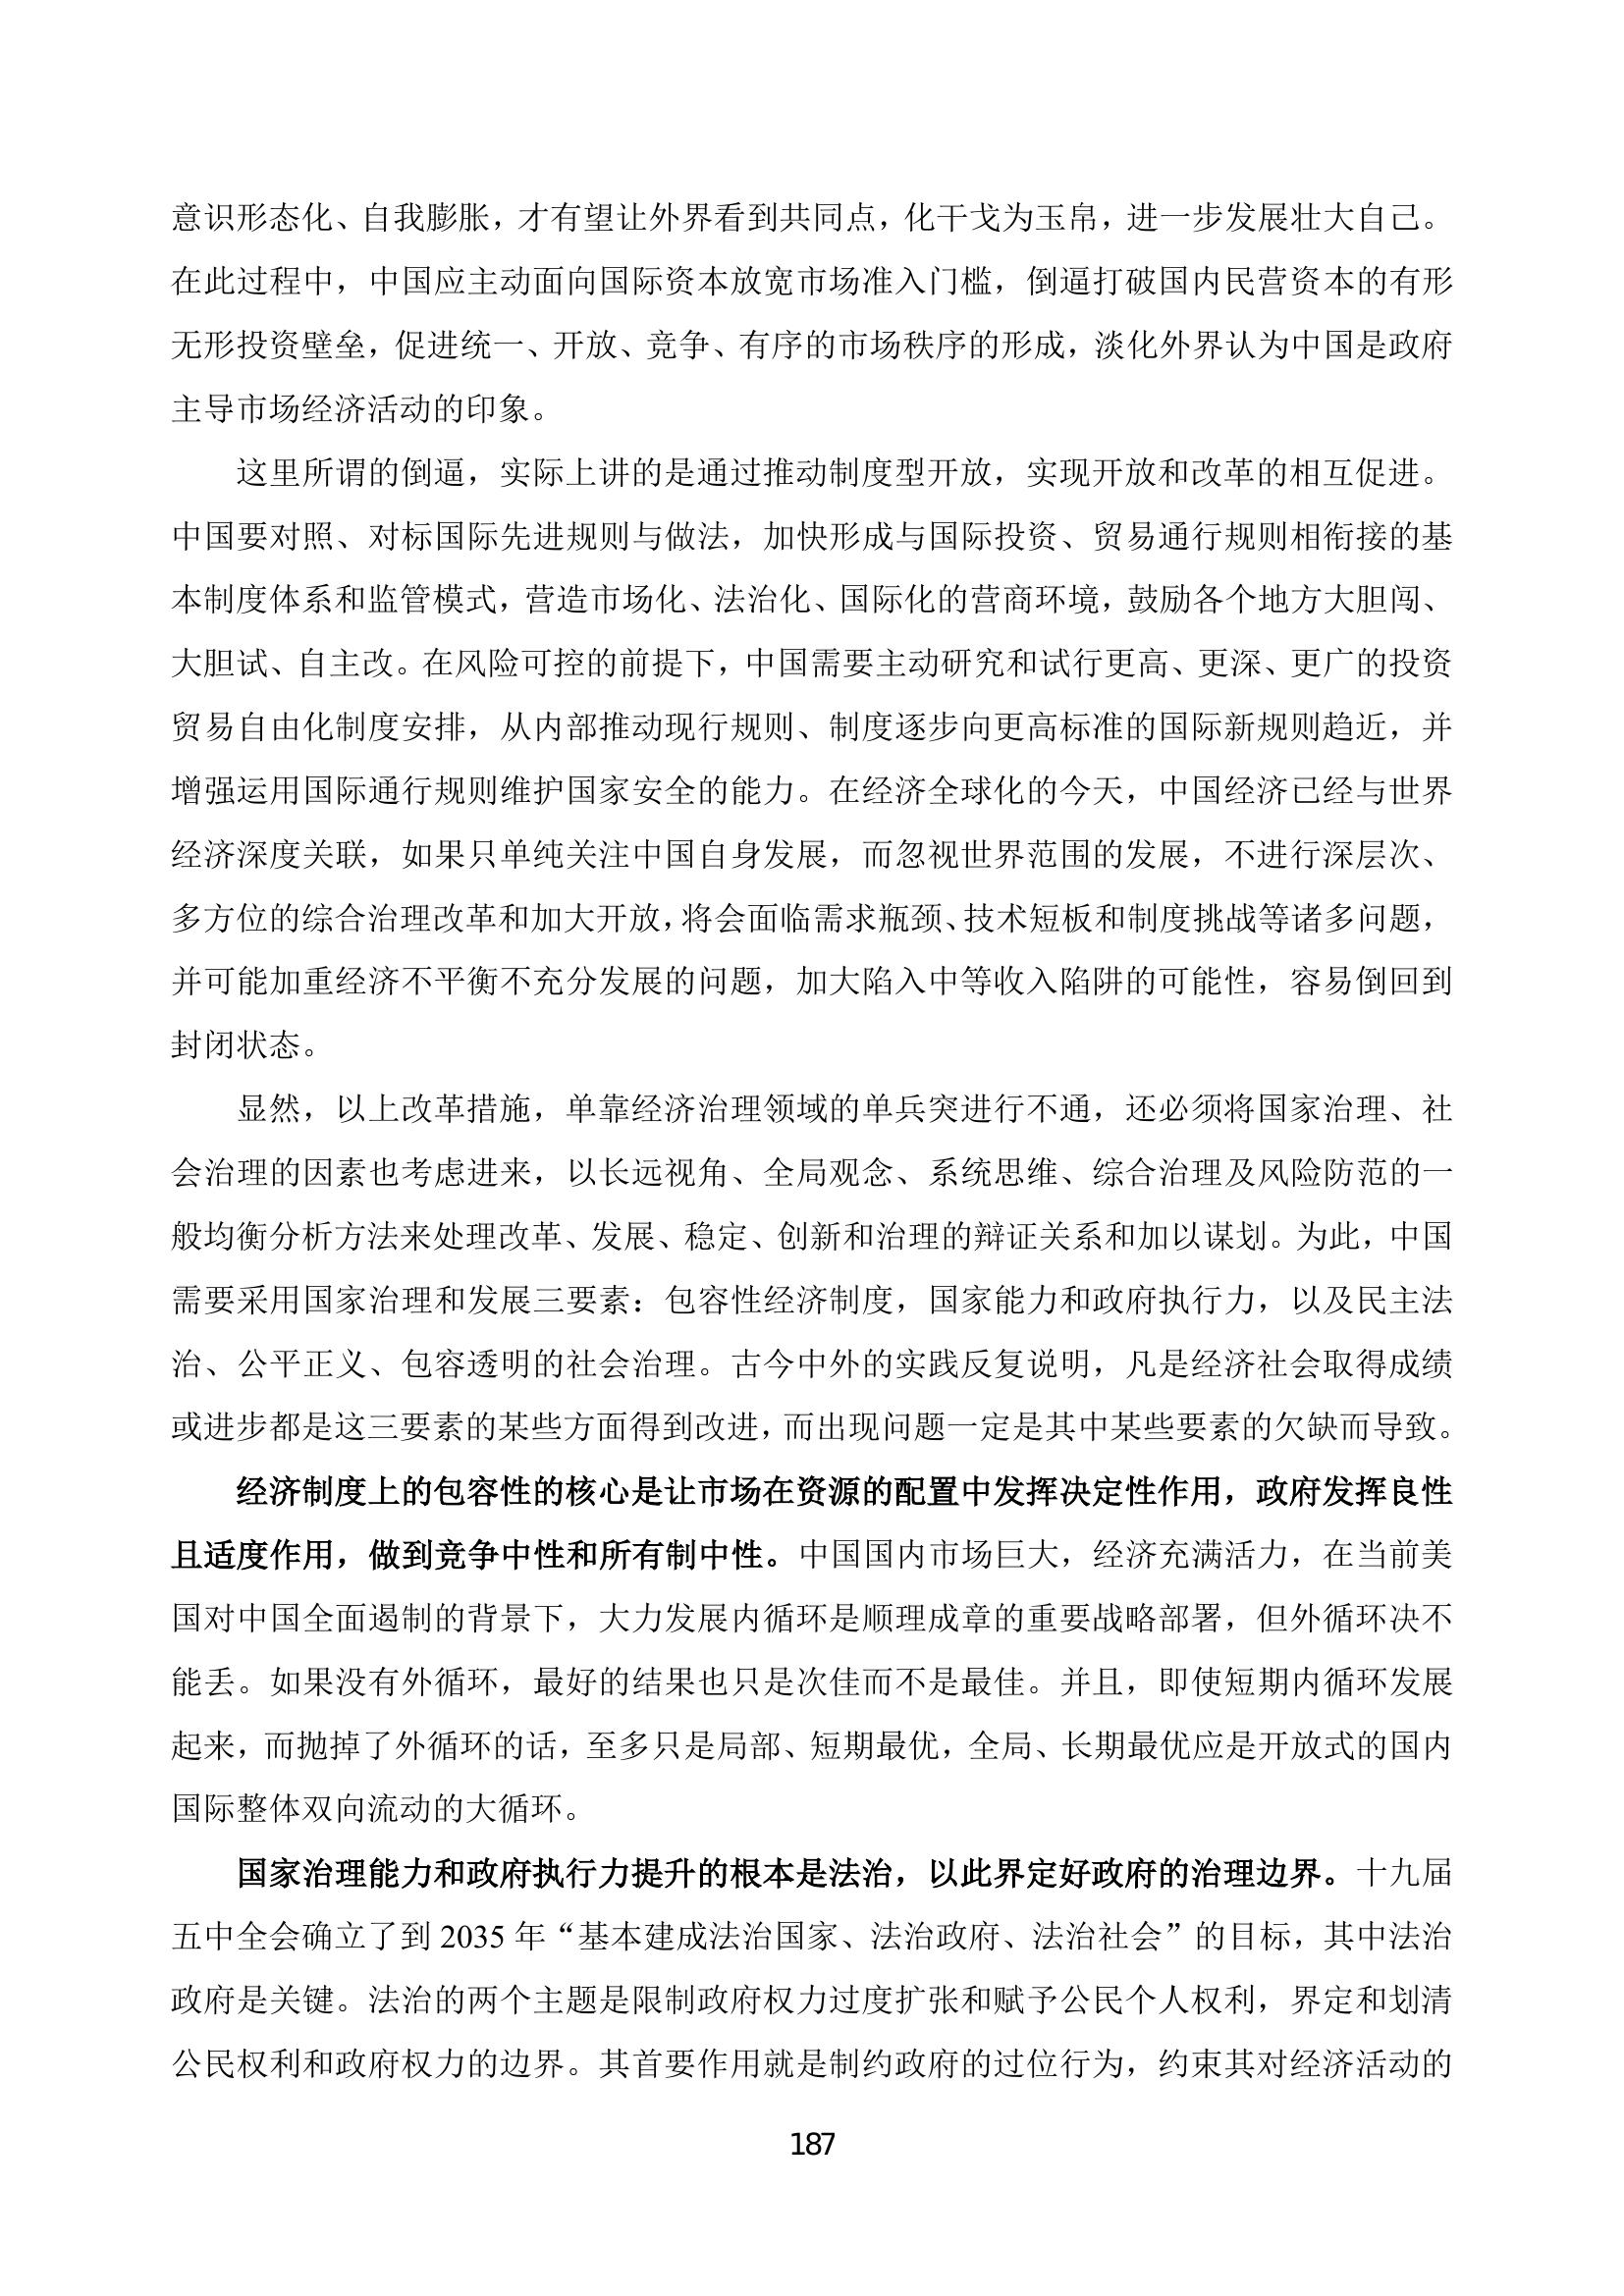 意识形态化、自我膨胀，才有望让外界看到共同点，化干戈为玉帛，进一步发展壮大自己。
在此过程中，中国应主动面向国际资本放宽市场准入门槛，倒逼打破国内民营资本的有形
无形投资壁垒，促进统一、开放、竞争、有序的市场秩序的形成，淡化外界认为中国是政府
主导市场经济活动的印象。
这里所谓的倒逼，实际上讲的是通过推动制度型开放，实现开放和改革的相互促进。
中国要对照、对标国际先进规则与做法，加快形成与国际投资、贸易通行规则相衔接的基
本制度体系和监管模式，营造市场化、法治化、国际化的营商环境，鼓励各个地方大胆闯、
大胆试、自主改。在风险可控的前提下，中国需要主动研究和试行更高、更深、更广的投资
贸易自由化制度安排，从内部推动现行规则、制度逐步向更高标准的国际新规则趋近，并
增强运用国际通行规则维护国家安全的能力。在经济全球化的今天，中国经济已经与世界
经济深度关联，如果只单纯关注中国自身发展，而忽视世界范围的发展，不进行深层次、
多方位的综合治理改革和加大开放，将会面临需求瓶颈、技术短板和制度挑战等诸多问题，
并可能加重经济不平衡不充分发展的问题，加大陷入中等收入陷阱的可能性，容易倒回到
封闭状态。
显然，以上改革措施，单靠经济治理领域的单兵突进行不通，还必须将国家治理、社
会治理的因素也考虑进来，以长远视角、全局观念、系统思维、综合治理及风险防范的一
般均衡分析方法来处理改革、发展、稳定、创新和治理的辩证关系和加以谋划。为此，中国
需要采用国家治理和发展三要素：包容性经济制度，国家能力和政府执行力，以及民主法
治、公平正义、包容透明的社会治理。古今中外的实践反复说明，凡是经济社会取得成绩
或进步都是这三要素的某些方面得到改进，而出现问题一定是其中某些要素的欠缺而导致。
经济制度上的包容性的核心是让市场在资源的配置中发挥决定性作用，政府发挥良性
且适度作用，做到竞争中性和所有制中性。中国国内市场巨大，经济充满活力，在当前美
国对中国全面遏制的背景下，大力发展内循环是顺理成章的重要战略部署，但外循环决不
能丢。如果没有外循环，最好的结果也只是次佳而不是最佳。并且，即使短期内循环发展
起来，而抛掉了外循环的话，至多只是局部、短期最优，全局、长期最优应是开放式的国内
国际整体双向流动的大循环。
国家治理能力和政府执行力提升的根本是法治，以此界定好政府的治理边界。十九届
五中全会确立了到 2035 年“基本建成法治国家、法治政府、法治社会”的目标，其中法治
政府是关键。法治的两个主题是限制政府权力过度扩张和赋予公民个人权利，界定和划清
公民权利和政府权力的边界。其首要作用就是制约政府的过位行为，约束其对经济活动的
187